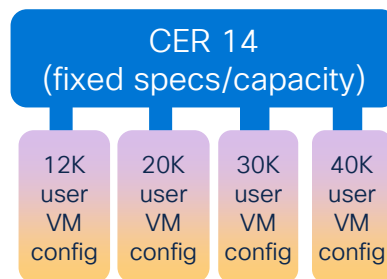 CER 14
(fixed specs/capacity)
12K
user
VM
config
20K
user
VM
config
30K
user
VM
config
40K
user
VM
config